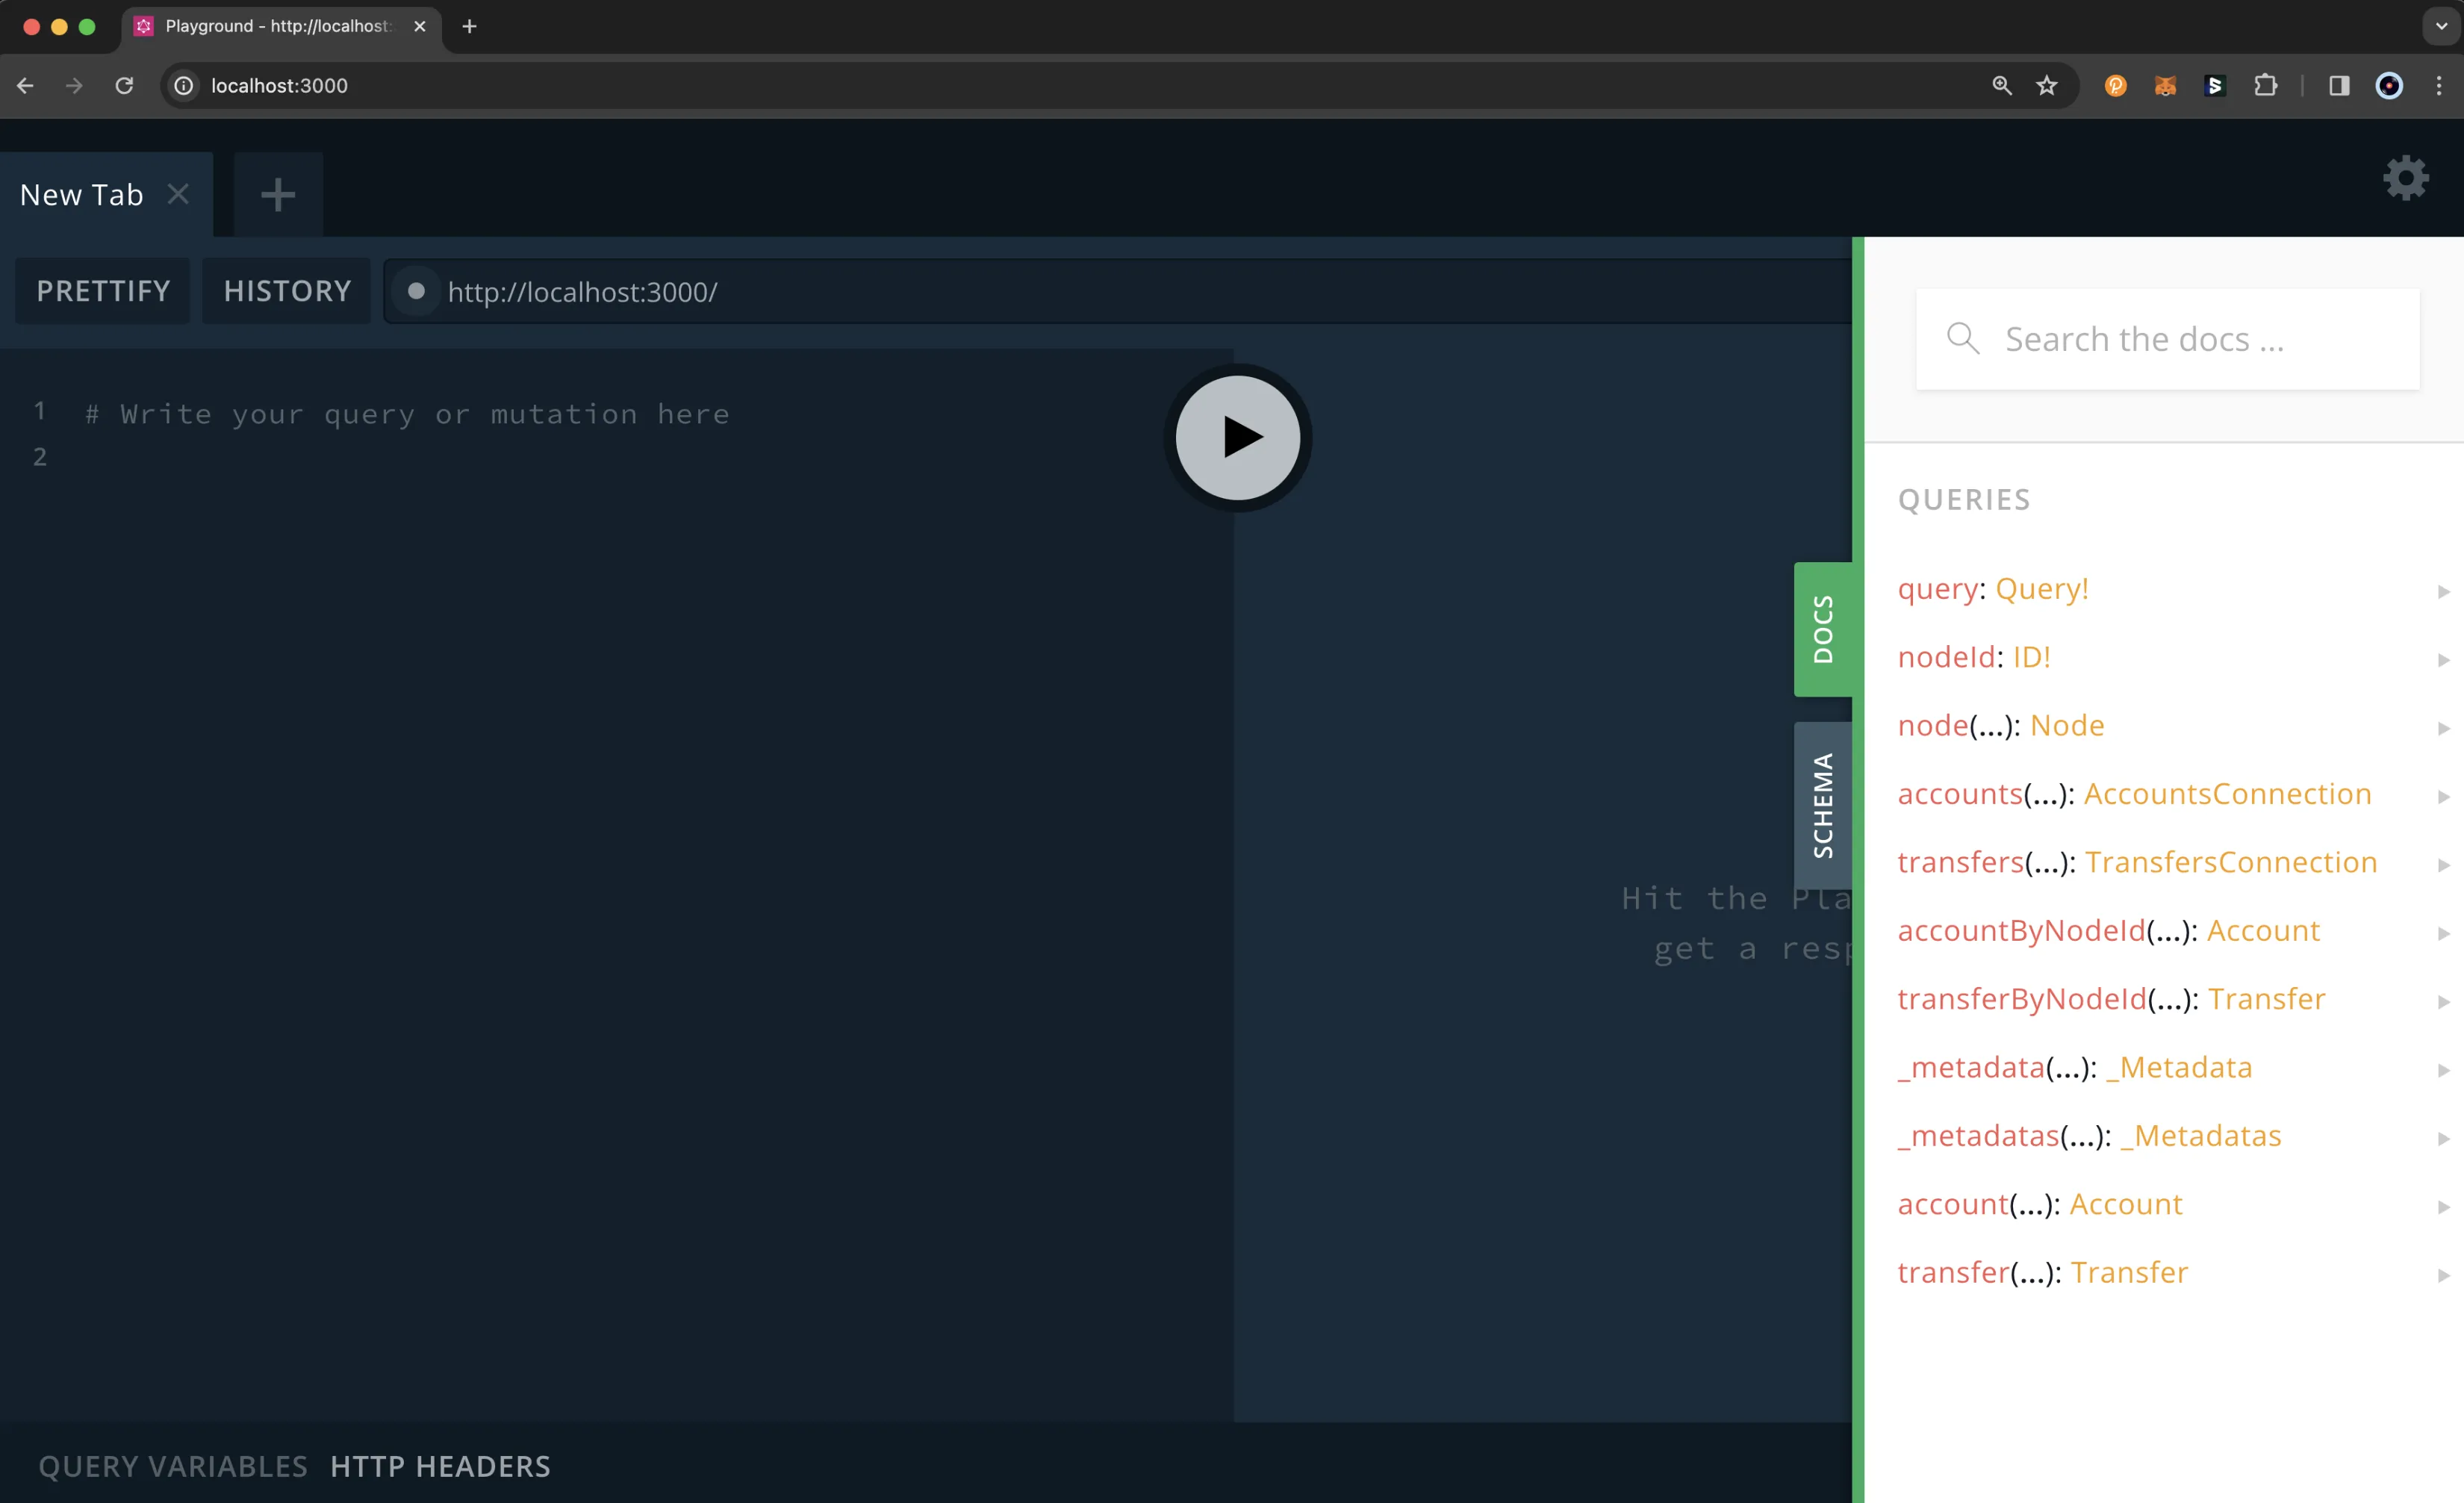 Playground - http://localhost:
localhost:3000
New Tab
PRETTIFY
HISTORY
http://localhost:3000/
1 # Write your query or mutation here
2
Hit the Pla
get a resp
DOCS
SCHEMA
Search the docs ...
QUERIES
query: Query!
nodeId: ID!
node(...): Node
accounts(...): AccountsConnection
transfers(...): TransfersConnection
accountByNodeId(...): Account
transferByNodeId(...): Transfer
_metadata(...): _Metadata
_metadatas(...): _Metadatas
account(...): Account
transfer(...): Transfer
QUERY VARIABLES HTTP HEADERS